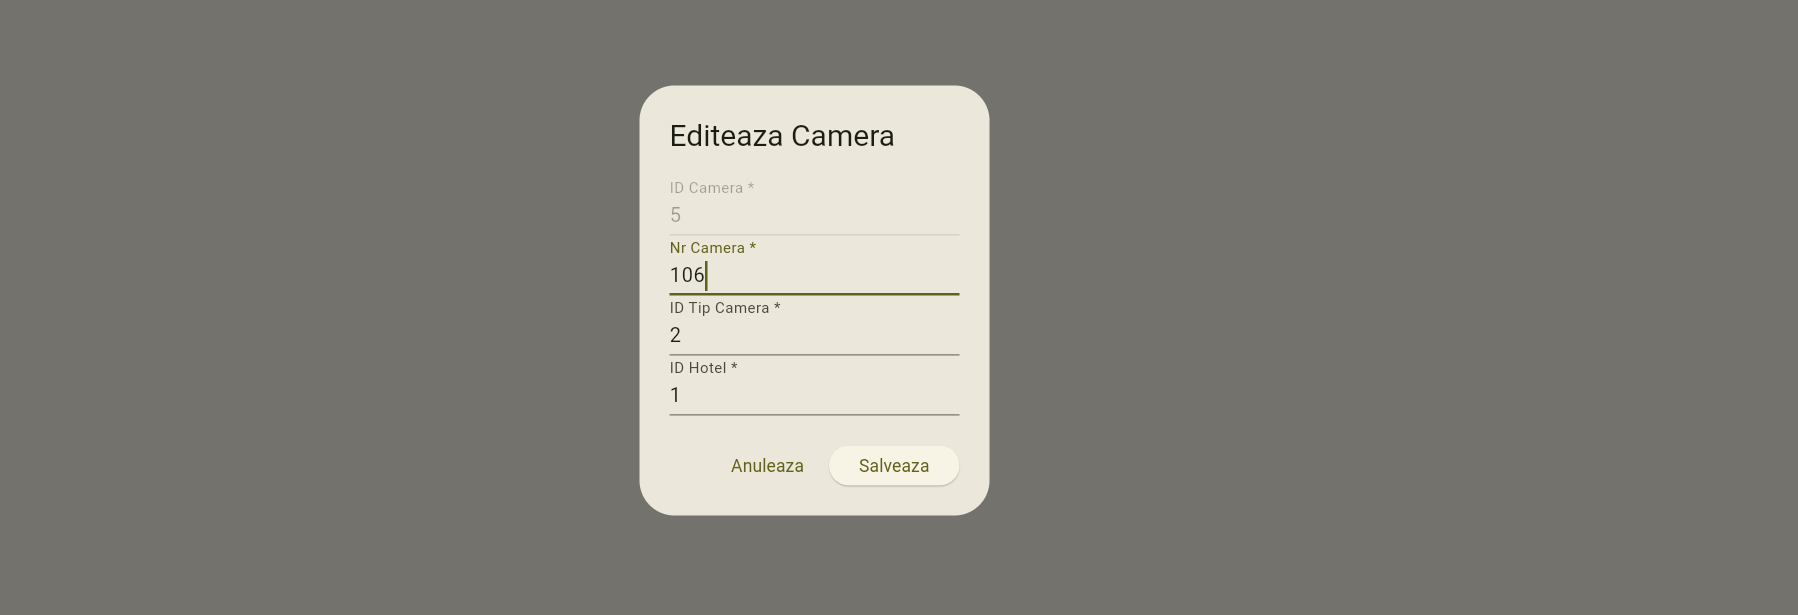 Editeaza Camera
ID Camera *
5
Nr Camera *
106
ID Tip Camera *
2
ID Hotel *
1
Anuleaza Salveaza